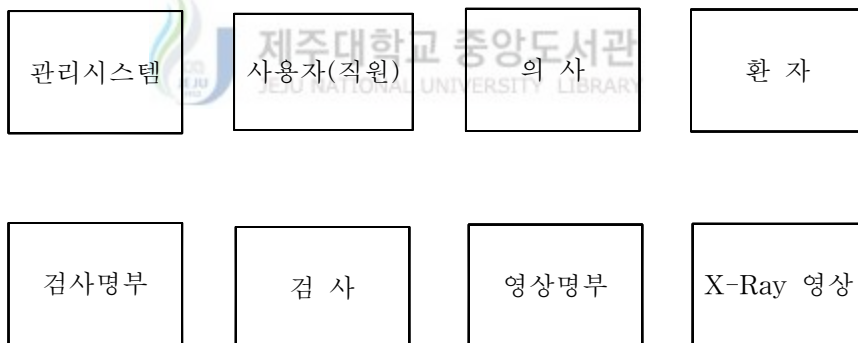 제주대학교 중앙도서관
JEJU NATIONAL UNIVERSITY LIBRARY
관리시스템 사용자(직원) 의 사 환 자
검사명부 검 사 영상명부 X-Ray 영상